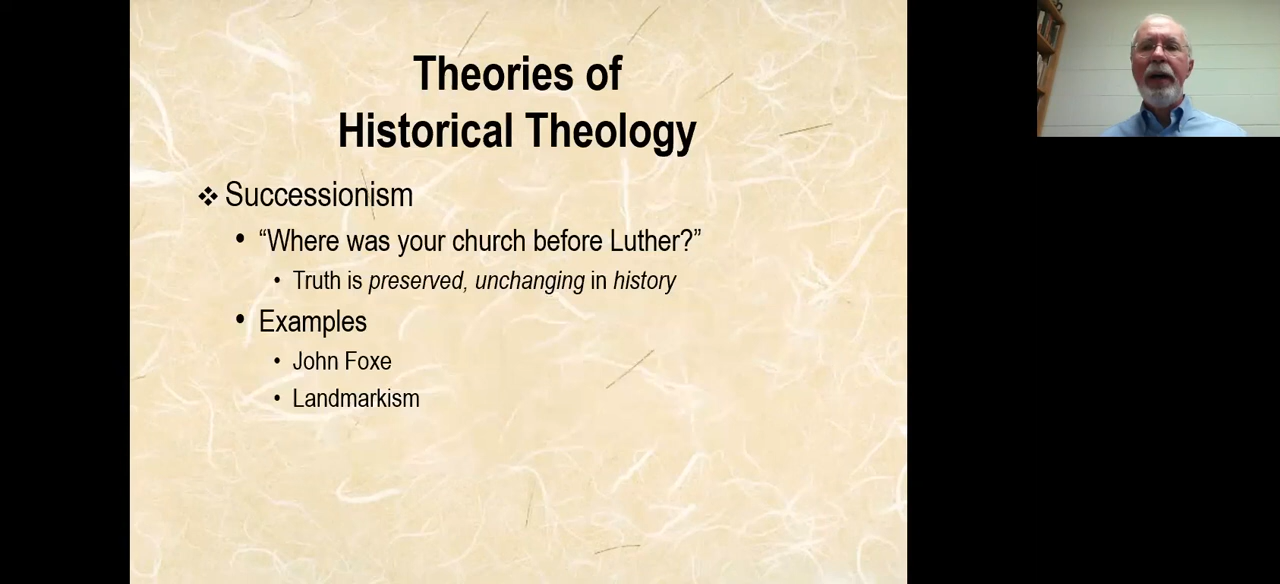 Theories of
Historical Theology
❖ Successionism
• “Where was your church before Luther?”
• Truth is preserved, unchanging in history
• Examples
• John Foxe
• Landmarkism